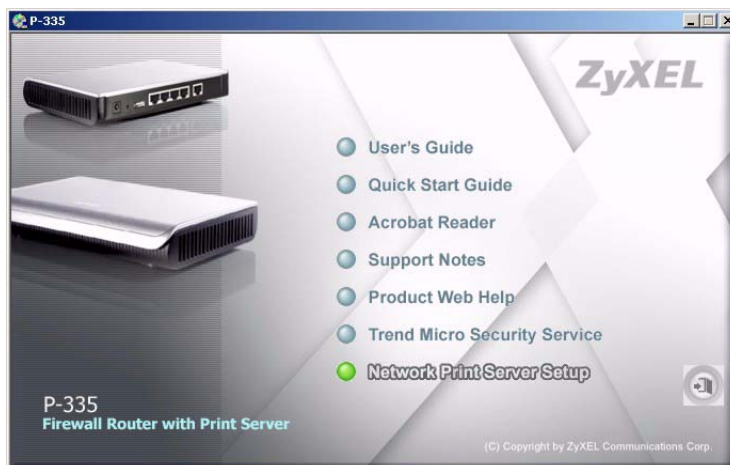 P-335
ZyXEL
User's Guide
Quick Start Guide
Acrobat Reader
Support Notes
Product Web Help
Trend Micro Security Service
Network Print Server Setup
P-335
Firewall Router with Print Server
(C) Copyright by ZyXEL Communications Corp.